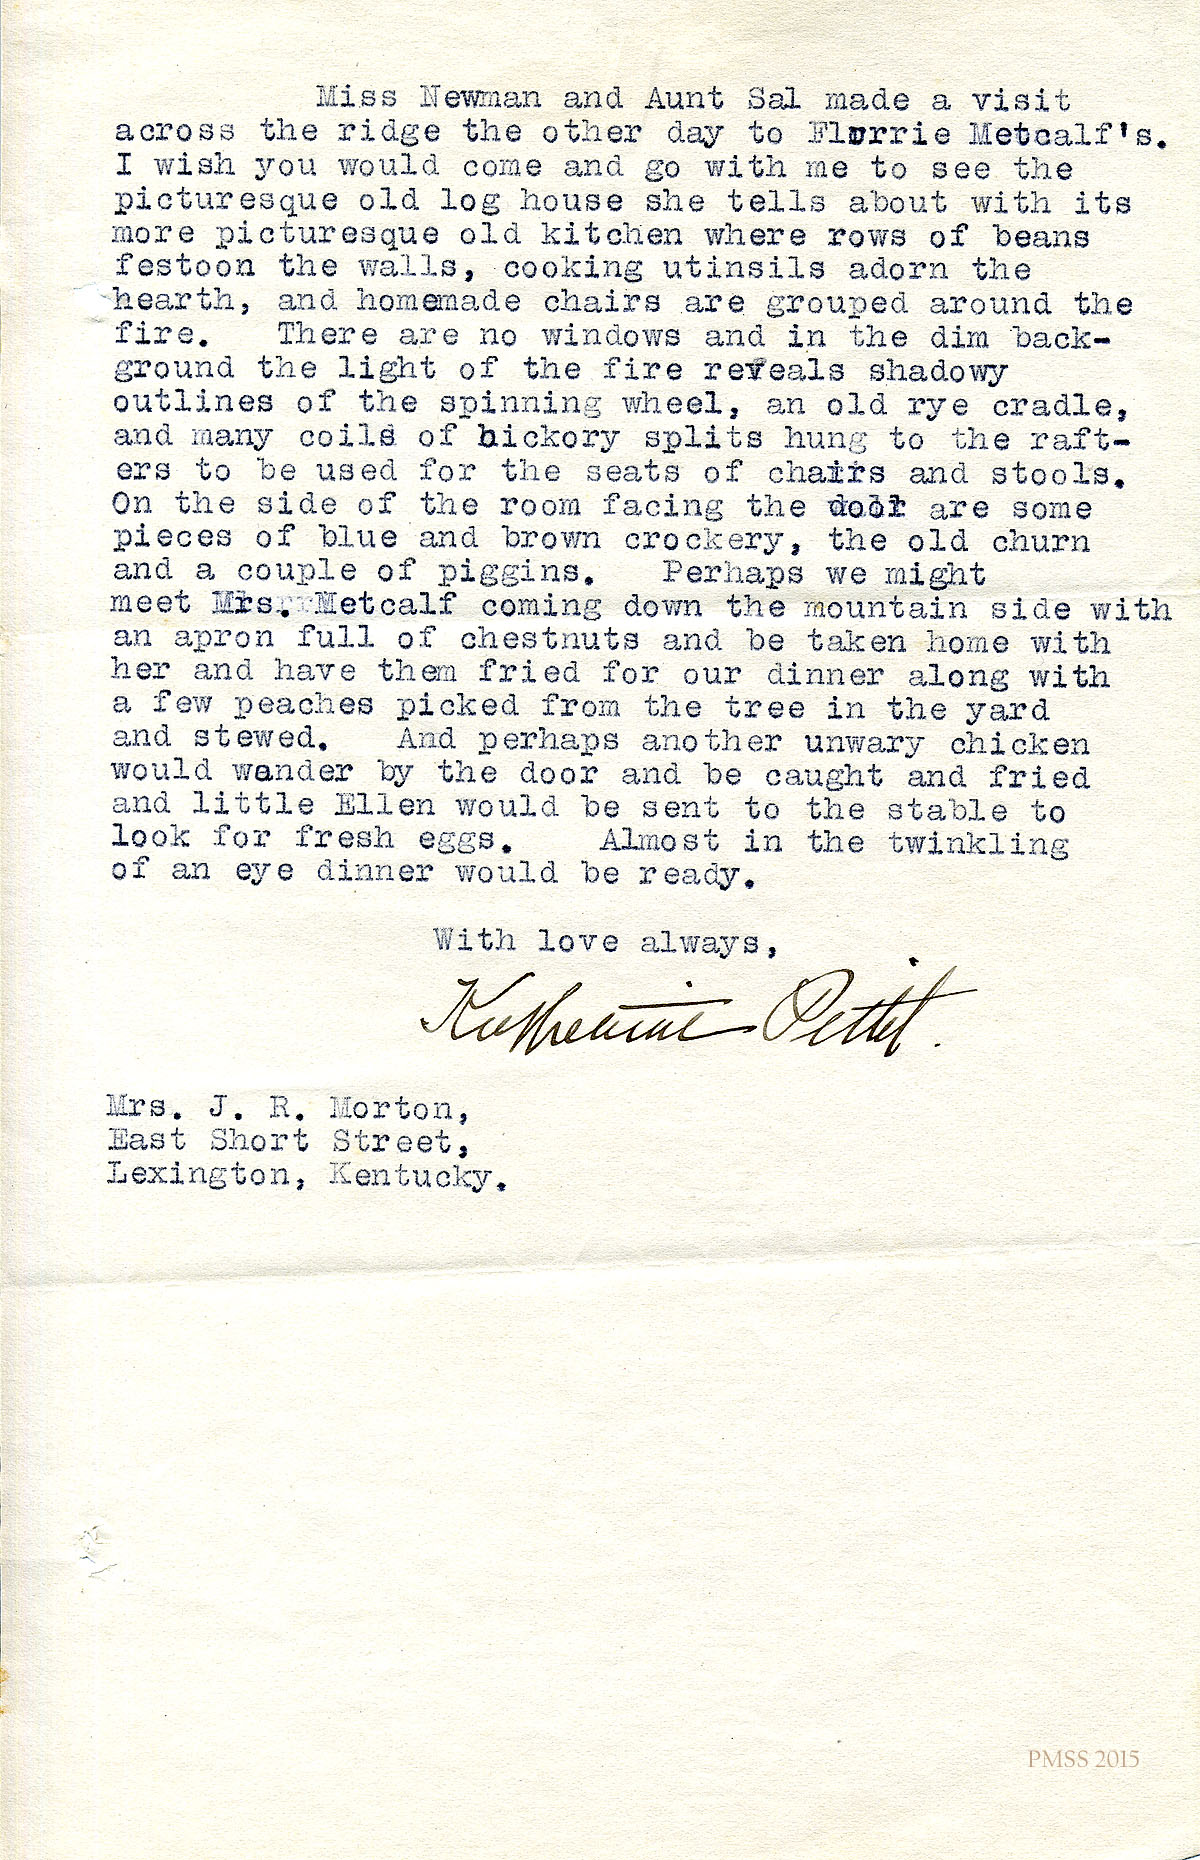 Miss Newman and Aunt Sal made a visit
across the ridge the other day to Flurrie Metcalf's.
I wish you would come and go with me to see the
picturesque old log house she tells about with its
more picturesque old kitchen where rows of beans
festoon the walls, cooking utinsils adorn the
hearth, and homemade chairs are grouped around the
fire. There are no windows and in the dim back-
ground the light of the fire reveals shadowy
outlines of the spinning wheel, an old rye cradle,
and many coils of hickory splits hung to the raft-
ers to be used for the seats of chairs and stools.
On the side of the room facing the door are some
pieces of blue and brown crockery, the old churn
and a couple of piggins. Perhaps we might
meet Mrs. Metcalf coming down the mountain side with
an apron full of chestnuts and be taken home with
her and have them fried for our dinner along with
a few peaches picked from the tree in the yard
and stewed. And perhaps another unwary chicken
would wander by the door and be caught and fried
and little Ellen would be sent to the stable to
look for fresh eggs. Almost in the twinkling
of an eye dinner would be ready.
With love always,
Katherine Pettit.
Mrs. J. R. Morton,
East Short Street,
Lexington, Kentucky.
PMSS 2015